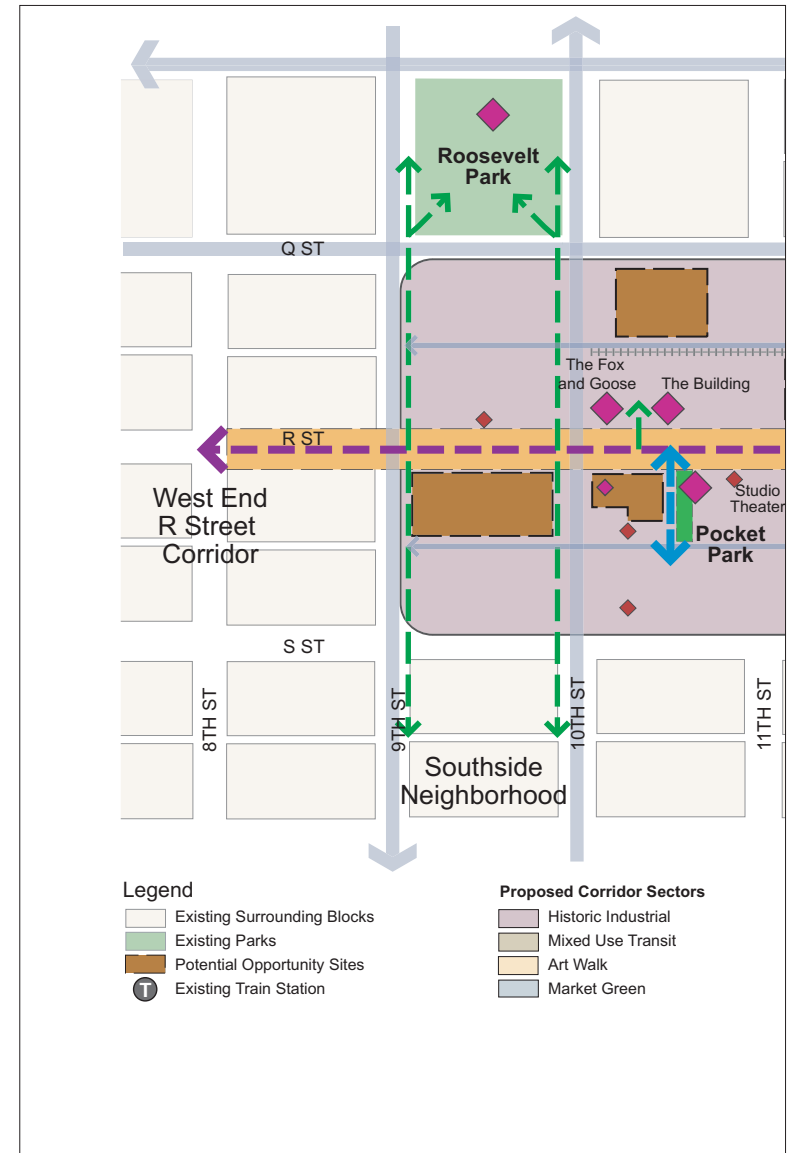 Roosevelt
Park
Q ST
The Fox
and Goose
The Building
R ST
West End
R Street
Corridor
Studio
Theater
Pocket
Park
S ST
8TH ST
9TH ST
10TH ST
11TH ST
Southside
Neighborhood
Legend
Existing Surrounding Blocks
Existing Parks
Potential Opportunity Sites
T
Existing Train Station
Proposed Corridor Sectors
Historic Industrial
Mixed Use Transit
Art Walk
Market Green